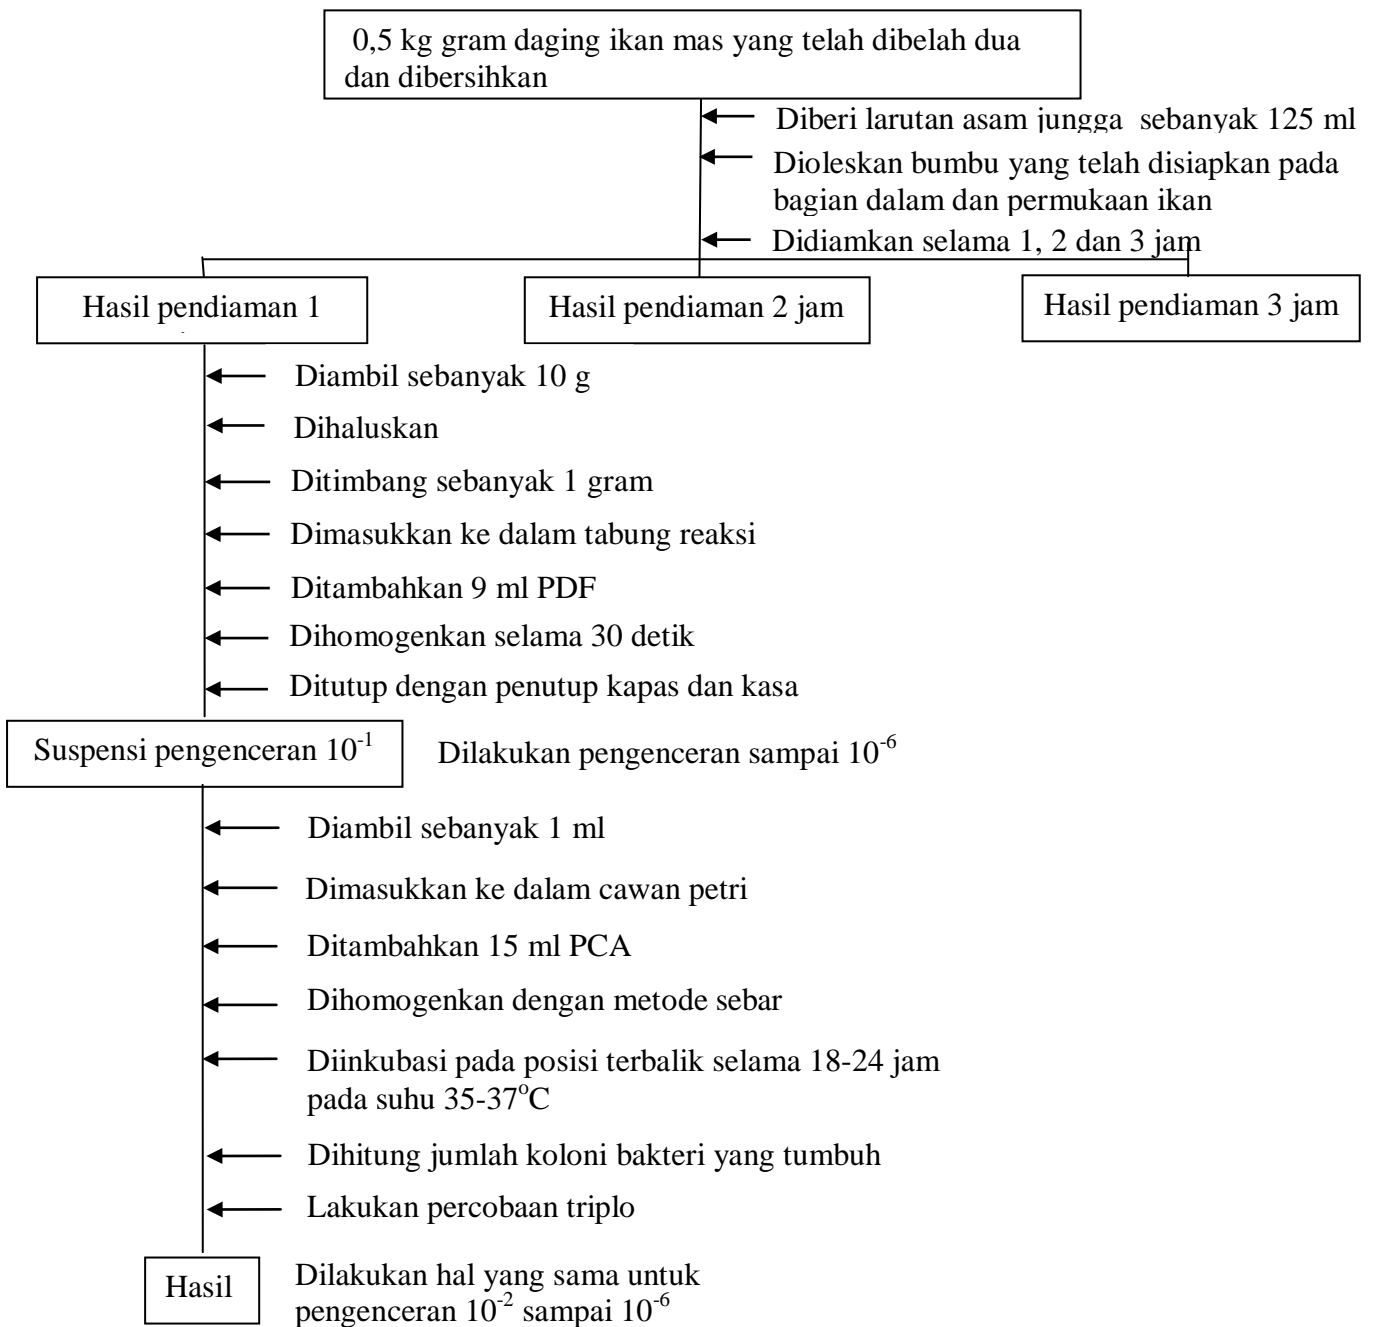 0,5 kg gram daging ikan mas yang telah dibelah dua
dan dibersihkan
Diberi larutan asam jungga sebanyak 125 ml
Dioleskan bumbu yang telah disiapkan pada
bagian dalam dan permukaan ikan
Didiamkan selama 1, 2 dan 3 jam
Hasil pendiaman 1
Hasil pendiaman 2 jam
Hasil pendiaman 3 jam
Diambil sebanyak 10 g
Dihaluskan
Ditimbang sebanyak 1 gram
Dimasukkan ke dalam tabung reaksi
Ditambahkan 9 ml PDF
Dihomogenkan selama 30 detik
Ditutup dengan penutup kapas dan kasa
Suspensi pengenceran 10⁻¹
Dilakukan pengenceran sampai 10⁻⁶
Diambil sebanyak 1 ml
Dimasukkan ke dalam cawan petri
Ditambahkan 15 ml PCA
Dihomogenkan dengan metode sebar
Diinkubasi pada posisi terbalik selama 18-24 jam
pada suhu 35-37ᵒC
Dihitung jumlah koloni bakteri yang tumbuh
Lakukan percobaan triplo
Hasil
Dilakukan hal yang sama untuk
pengenceran 10⁻² sampai 10⁻⁶